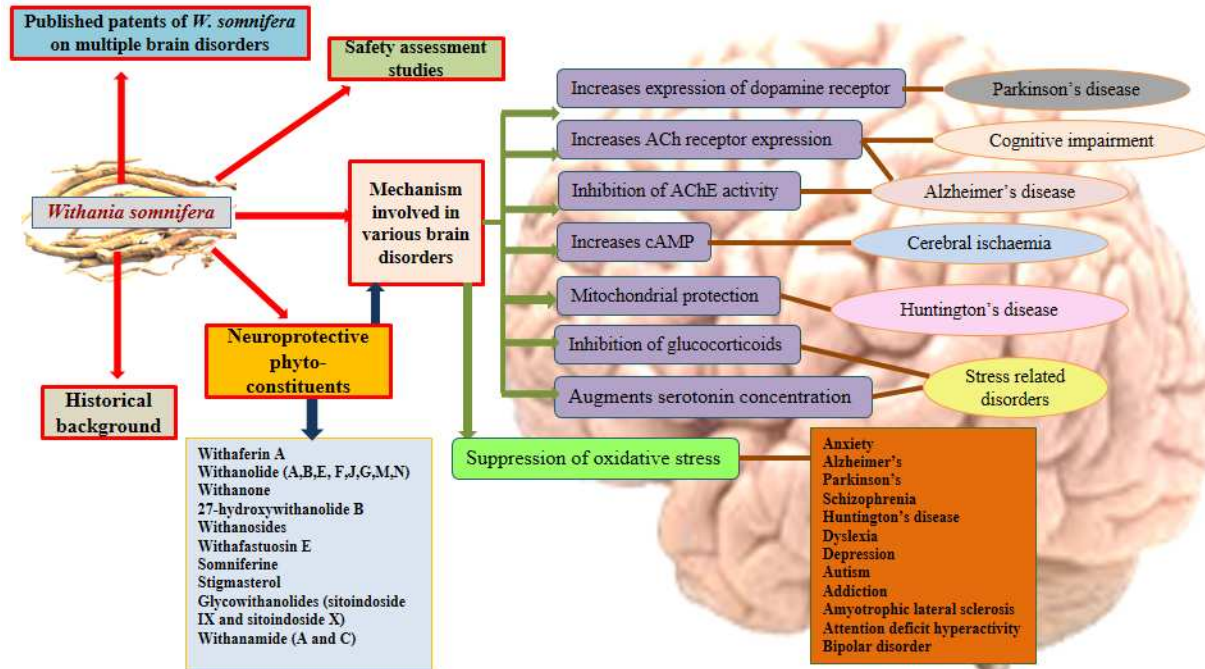 Published patents of W. somnifera
on multiple brain disorders
Safety assessment
studies
Withania somnifera
Mechanism
involved in
various brain
disorders
Neuroprotective
phyto-
constituents
Historical
background
Withaferin A
Withanolide (A,B,E, F,J,G,M,N)
Withanone
27-hydroxywithanolide B
Withanosides
Withafastuosin E
Somniferine
Stigmasterol
Glycowithanolides (sitoindoside
IX and sitoindoside X)
Withanamide (A and C)
Increases expression of dopamine receptor
Increases ACh receptor expression
Inhibition of AChE activity
Increases cAMP
Mitochondrial protection
Inhibition of glucocorticoids
Augments serotonin concentration
Suppression of oxidative stress
Parkinson's disease
Cognitive impairment
Alzheimer's disease
Cerebral ischaemia
Huntington's disease
Stress related
disorders
Anxiety
Alzheimer's
Parkinson's
Schizophrenia
Huntington's disease
Dyslexia
Depression
Autism
Addiction
Amyotrophic lateral sclerosis
Attention deficit hyperactivity
Bipolar disorder